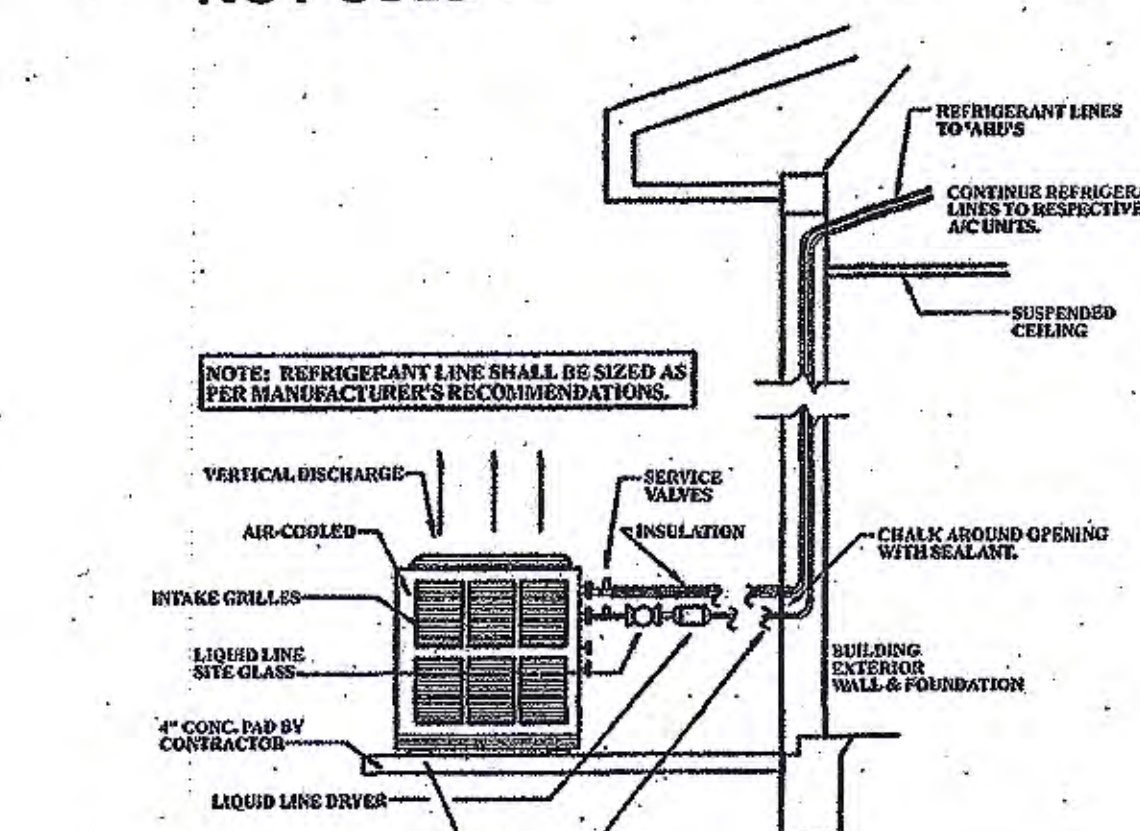 REFRIGERANT LINES
TO 'AHU'S
CONTINUE REFRIGERA
LINES TO RESPECTIVE
A/C UNITS.
SUSPENDED
CEILING
NOTE: REFRIGERANT LINE SHALL BE SIZED AS
PER MANUFACTURER'S RECOMMENDATIONS.
VERTICAL DISCHARGE
SERVICE
VALVES
AIR-COOLED
INSULATION
CHALK AROUND OPENING
WITH SEALANT.
INTAKE GRILLES
LIQUID LINE
SITE GLASS
BUILDING
EXTERIOR
WALL & FOUNDATION
4" CONC. PAD BY
CONTRACTOR
LIQUID LINE DRYER